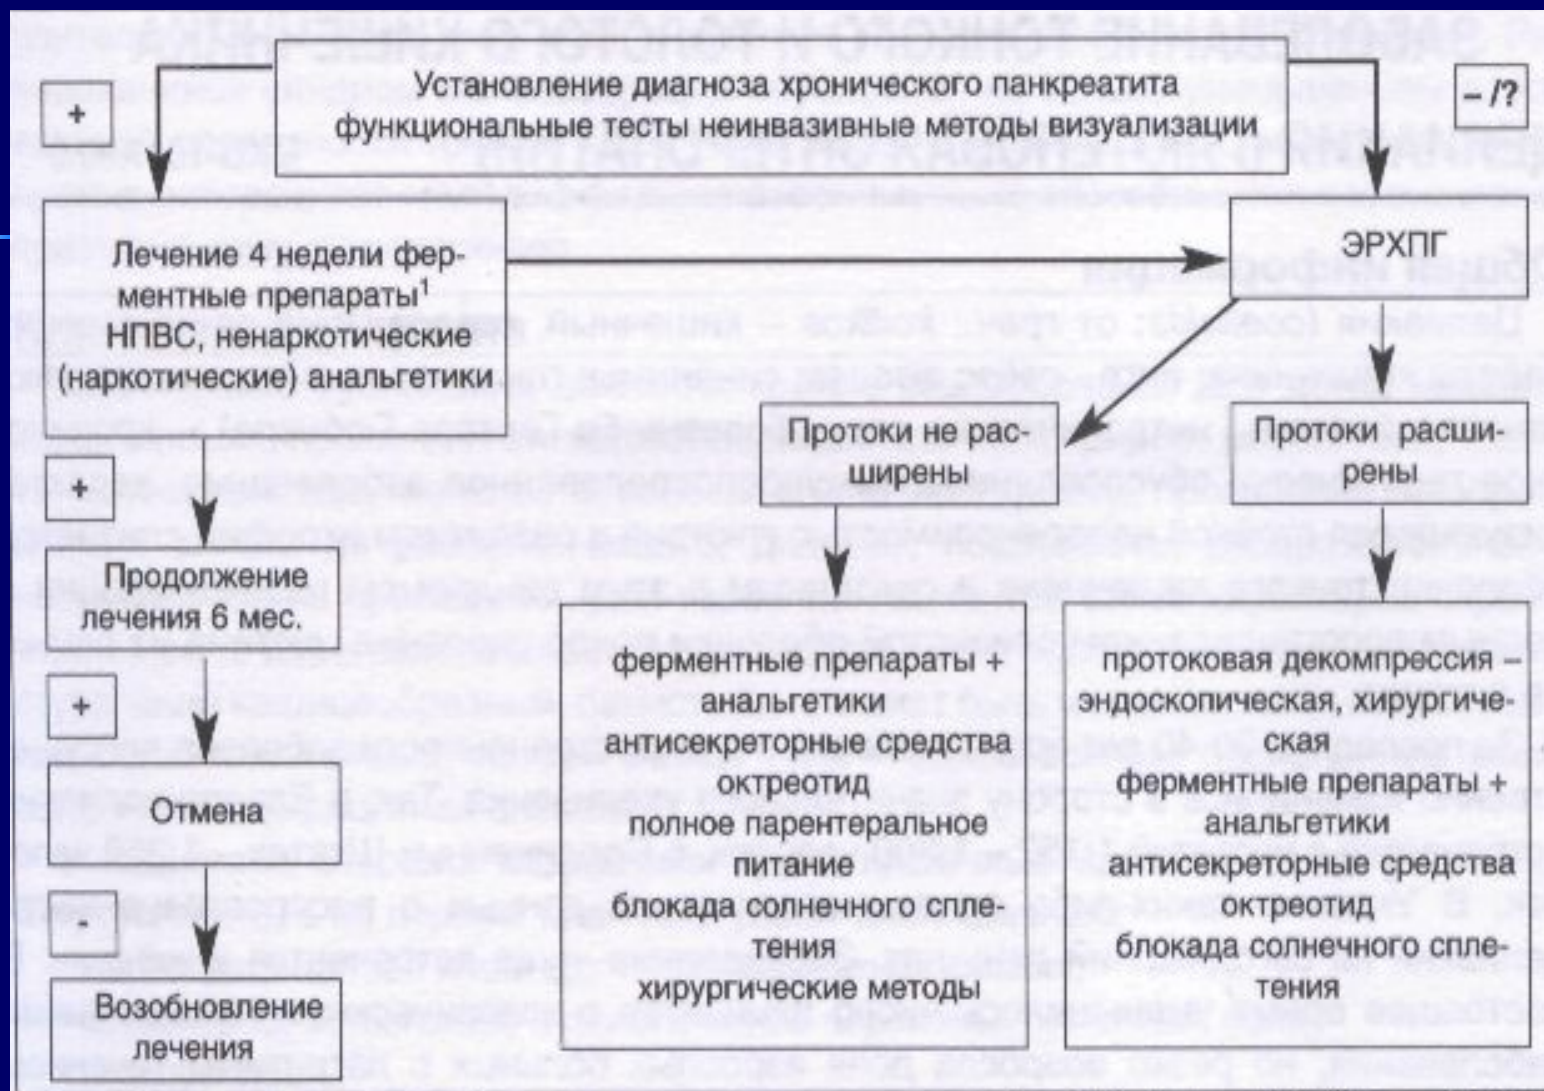 Установление диагноза хронического панкреатита
функциональные тесты неинвазивные методы визуализации
+
– /?
Лечение 4 недели фер-
ментные препараты¹
НПВС, ненаркотические
(наркотические) анальгетики
ЭРХПГ
Протоки не рас-
ширены
Протоки расши-
рены
+
Продолжение
лечения 6 мес.
+
Отмена
-
Возобновление
лечения
ферментные препараты +
анальгетики
антисекреторные средства
октреотид
полное парентеральное
питание
блокада солнечного спле-
тения
хирургические методы
протоковая декомпрессия –
эндоскопическая, хирургиче-
ская
ферментные препараты +
анальгетики
антисекреторные средства
октреотид
блокада солнечного спле-
тения